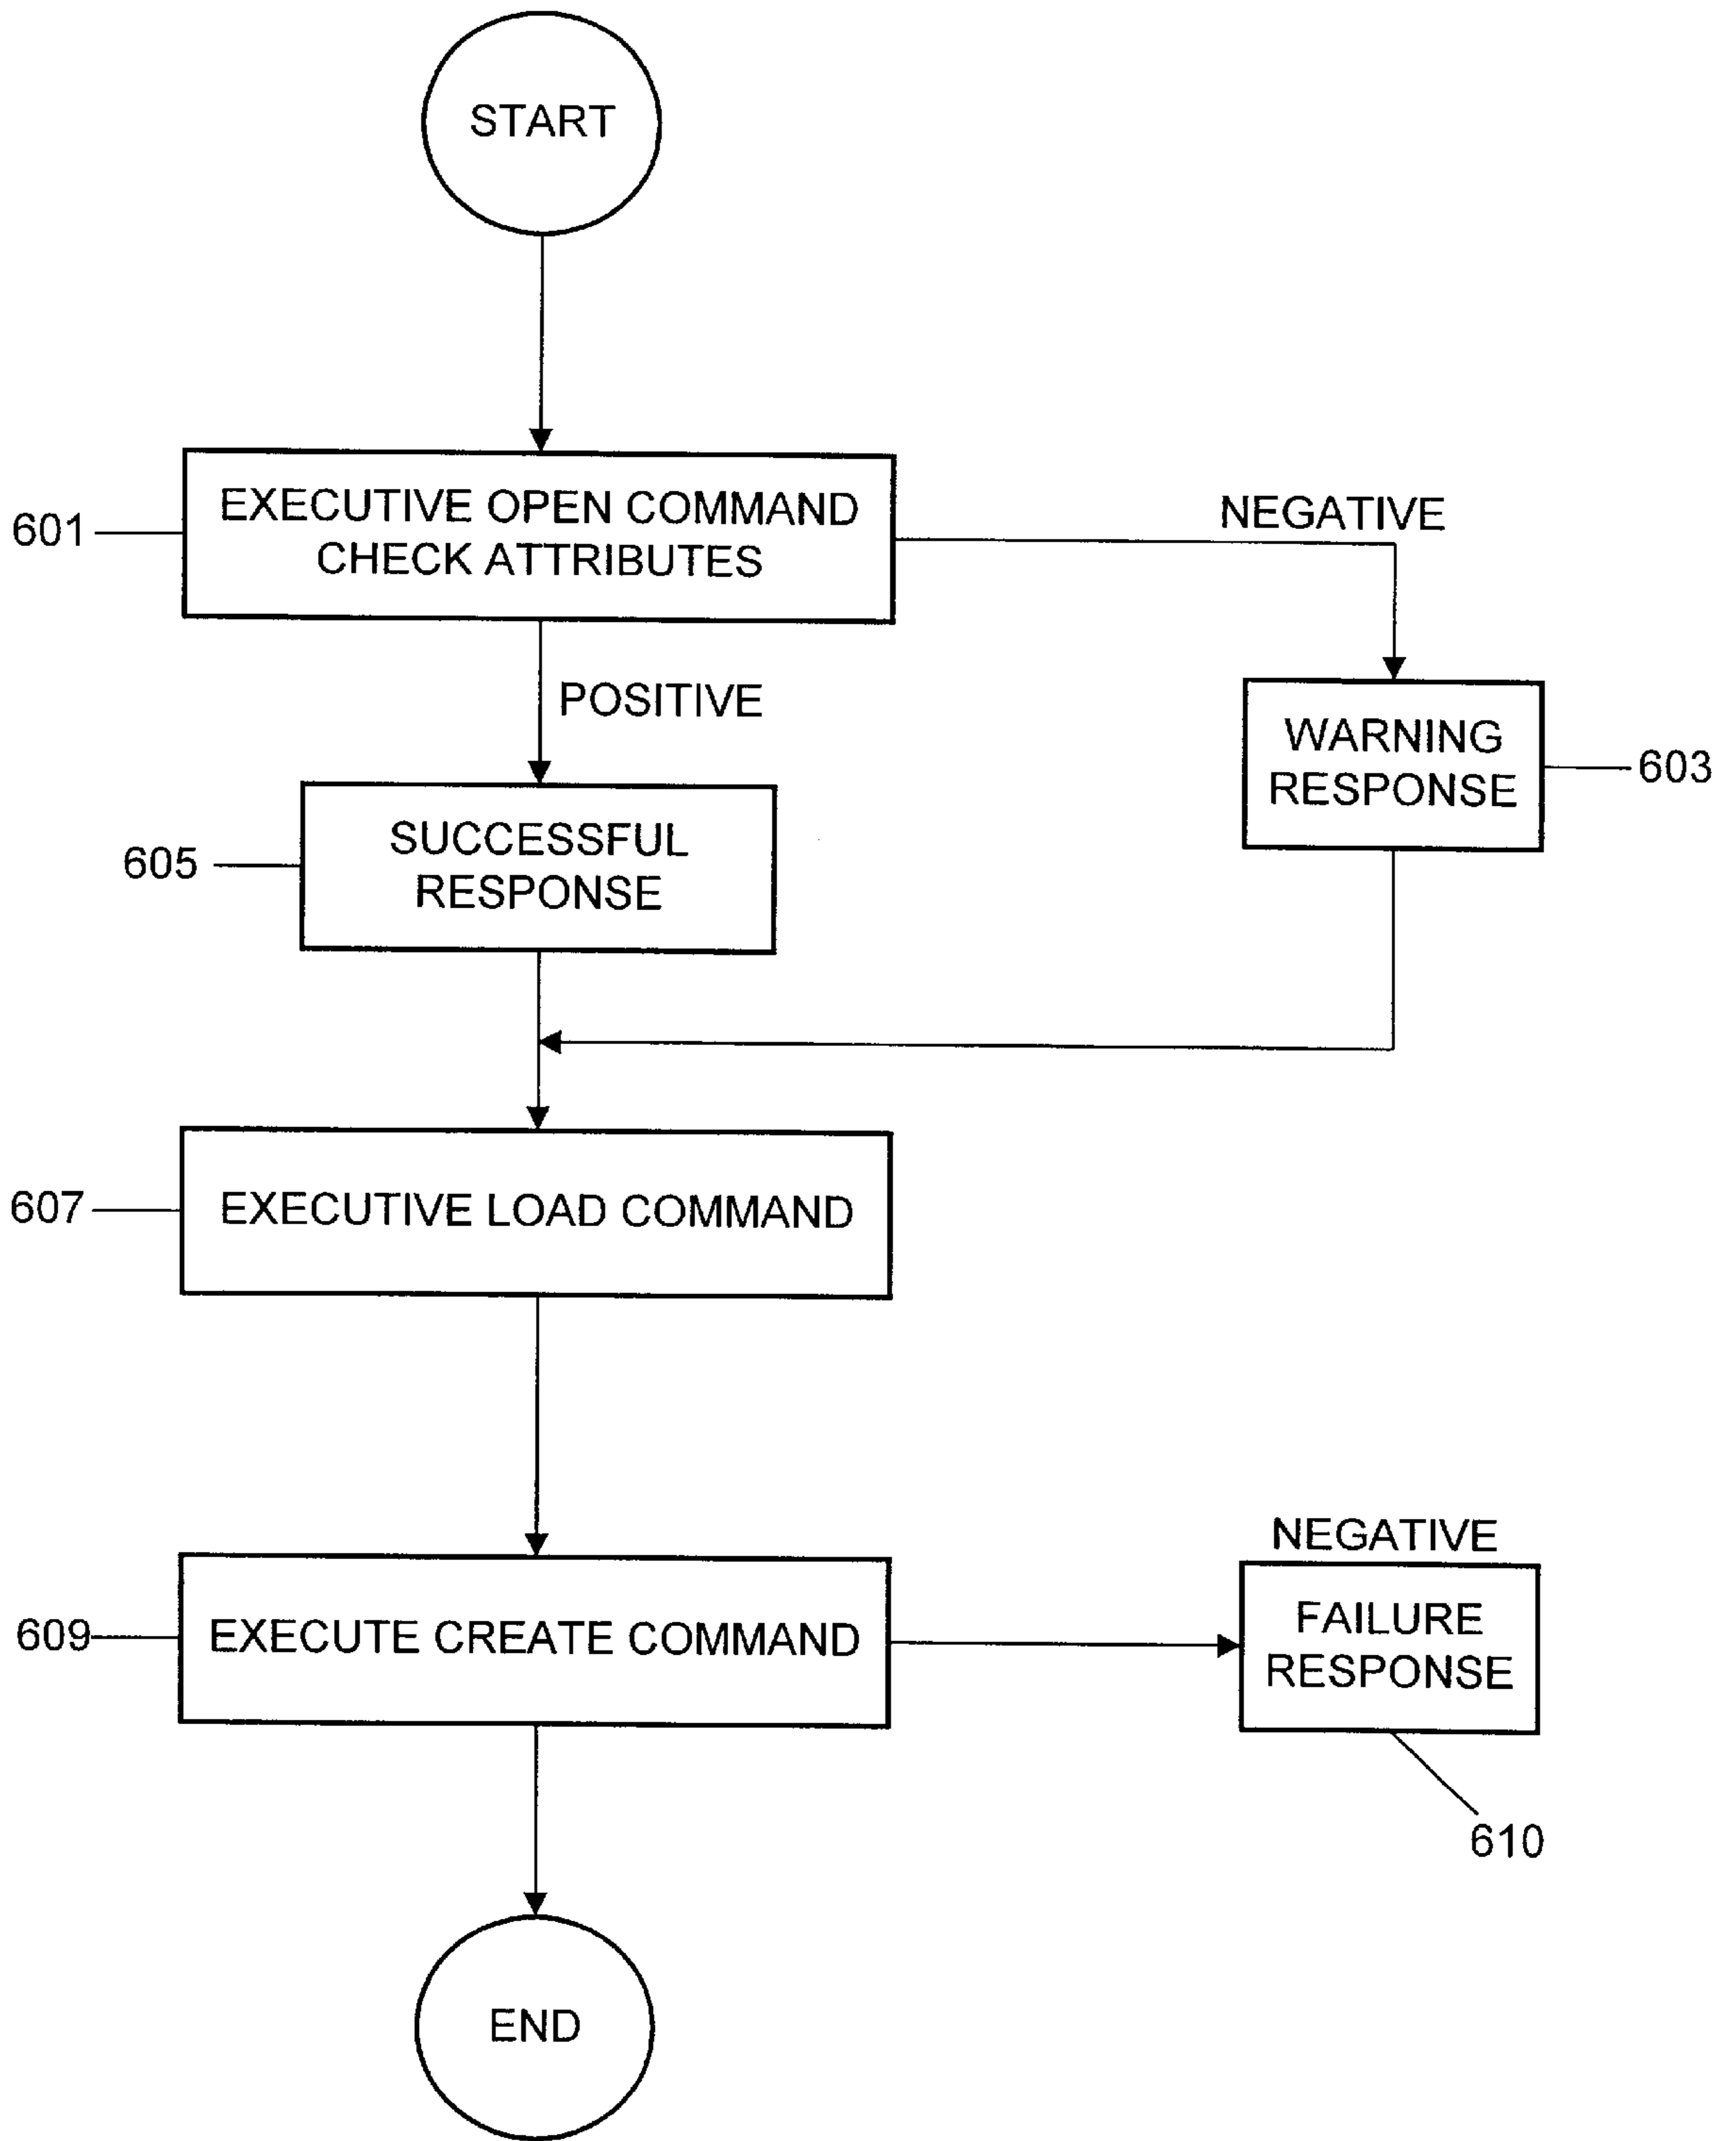 START
EXECUTIVE OPEN COMMAND
CHECK ATTRIBUTES
601
NEGATIVE
POSITIVE
WARNING
RESPONSE
603
SUCCESSFUL
RESPONSE
605
EXECUTIVE LOAD COMMAND
607
NEGATIVE
EXECUTE CREATE COMMAND
609
FAILURE
RESPONSE
610
END